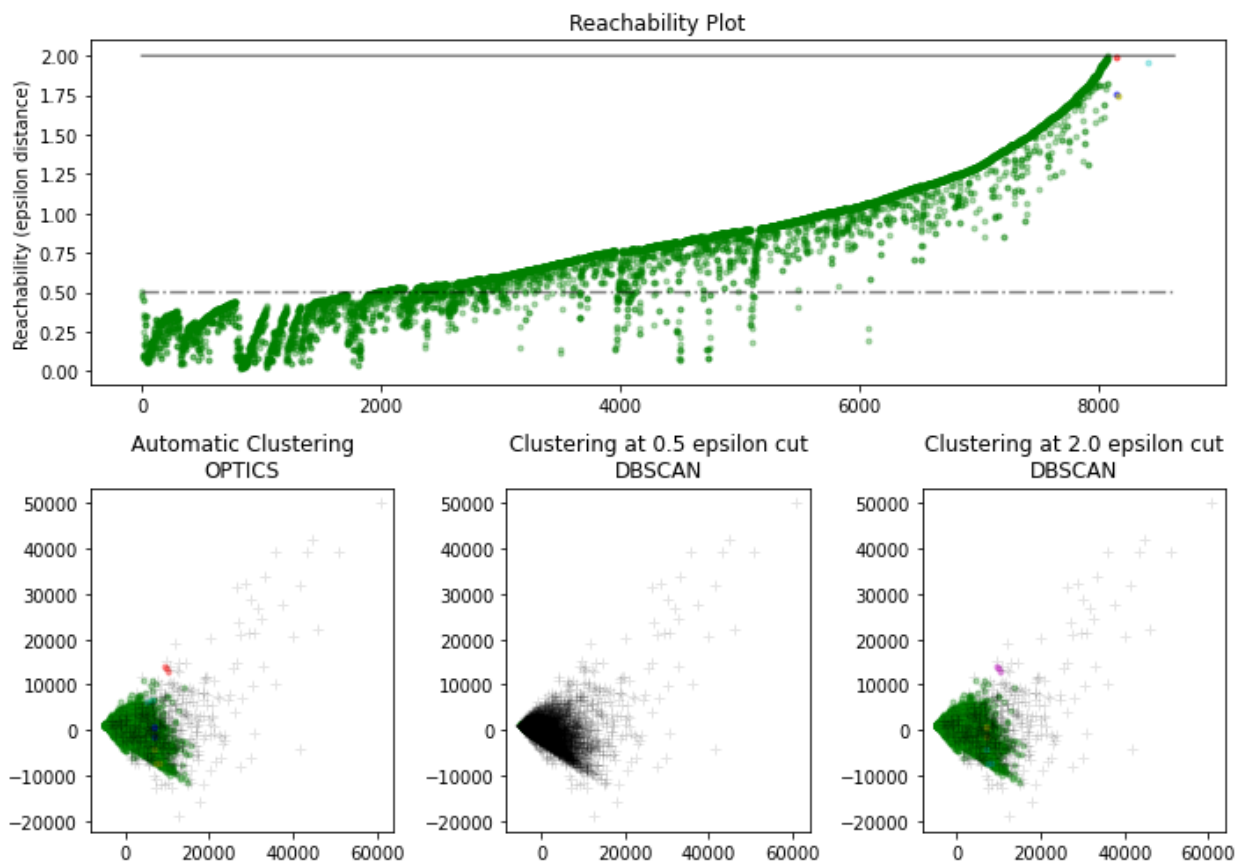 Reachability Plot
Reachability (epsilon distance)
2.00
1.75
1.50
1.25
1.00
0.75
0.50
0.25
0.00
0 2000 4000 6000 8000
Automatic Clustering
OPTICS
50000
40000
30000
20000
10000
0
−10000
−20000
0 20000 40000 60000
Clustering at 0.5 epsilon cut
DBSCAN
50000
40000
30000
20000
10000
0
−10000
−20000
0 20000 40000 60000
Clustering at 2.0 epsilon cut
DBSCAN
50000
40000
30000
20000
10000
0
−10000
−20000
0 20000 40000 60000